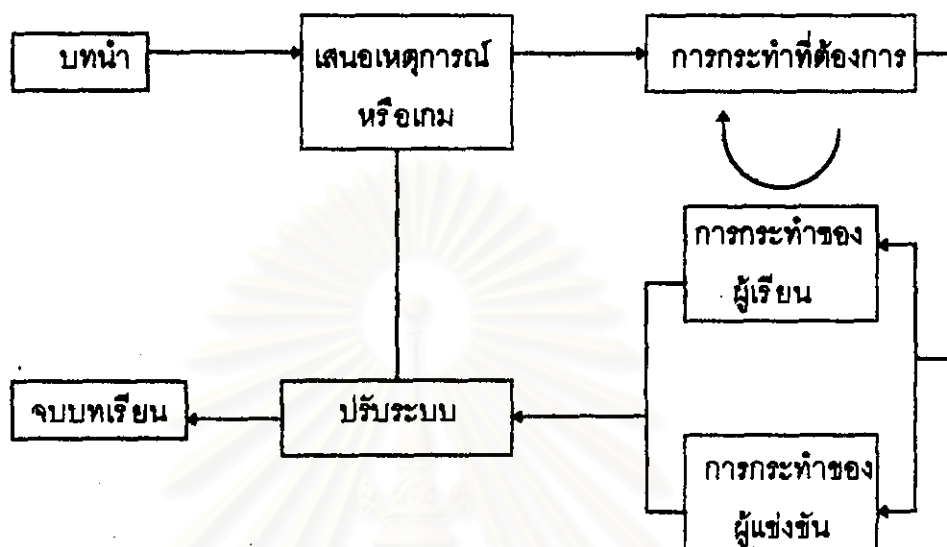 บทนำ
เสนอเหตุการณ์
หรือเกม
การกระทำที่ต้องการ
การกระทำของ
ผู้เรียน
จบบทเรียน
ปรับระบบ
การกระทำของ
ผู้แข่งขัน